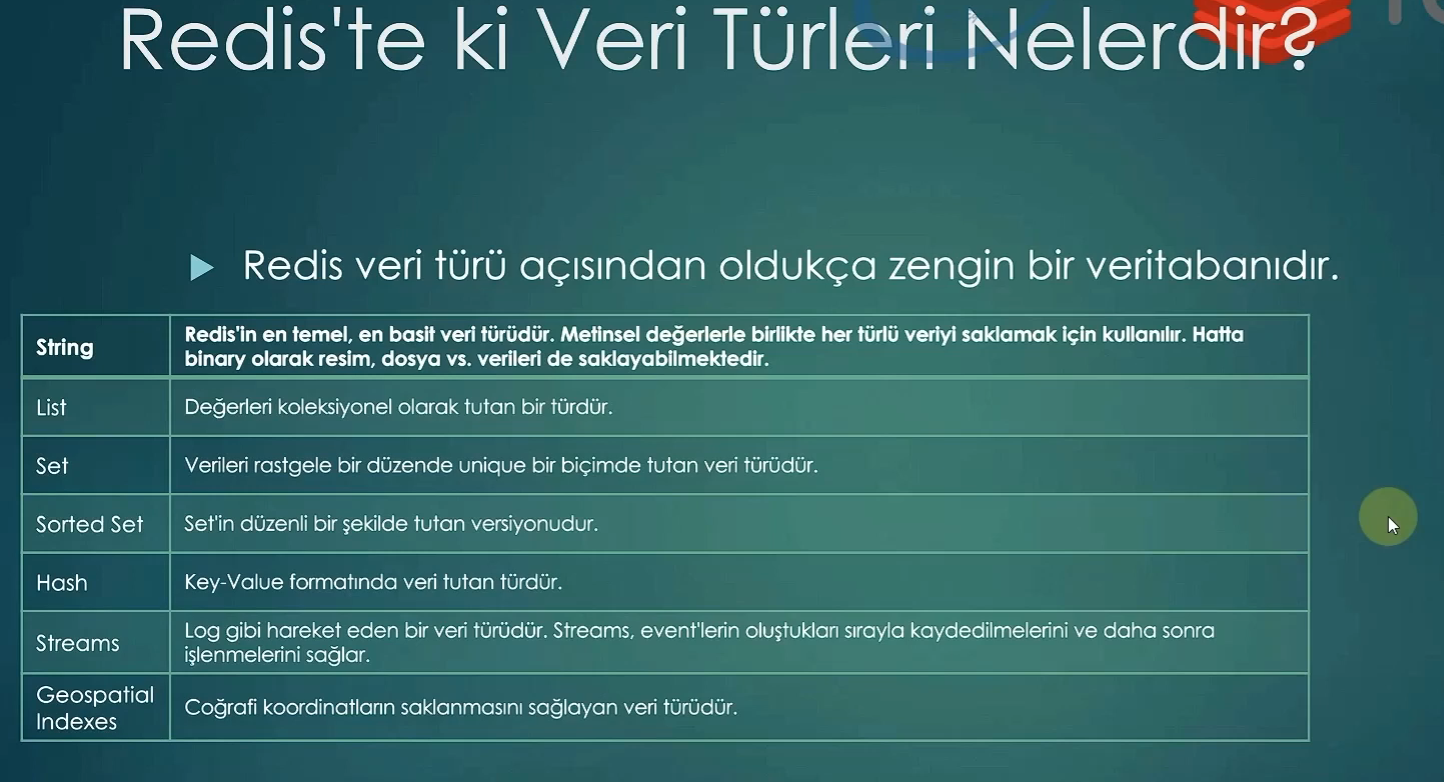 Redis'te ki Veri Türleri Nelerdir?
Redis veri türü açısından oldukça zengin bir veritabanıdır.
String
Redis'in en temel, en basit veri türüdür. Metinsel değerlerle birlikte her türlü veriyi saklamak için kullanılır. Hatta
binary olarak resim, dosya vs. verileri de saklayabilmektedir.
List
Değerleri koleksiyonel olarak tutan bir türdür.
Set
Verileri rastgele bir düzende unique bir biçimde tutan veri türüdür.
Sorted Set
Set'in düzenli bir şekilde tutan versiyonudur.
Hash
Key-Value formatında veri tutan türdür.
Streams
Log gibi hareket eden bir veri türüdür. Streams, event'lerin oluştukları sırayla kaydedilmelerini ve daha sonra
işlenmelerini sağlar.
Geospatial
Indexes
Coğrafi koordinatların saklanmasını sağlayan veri türüdür.